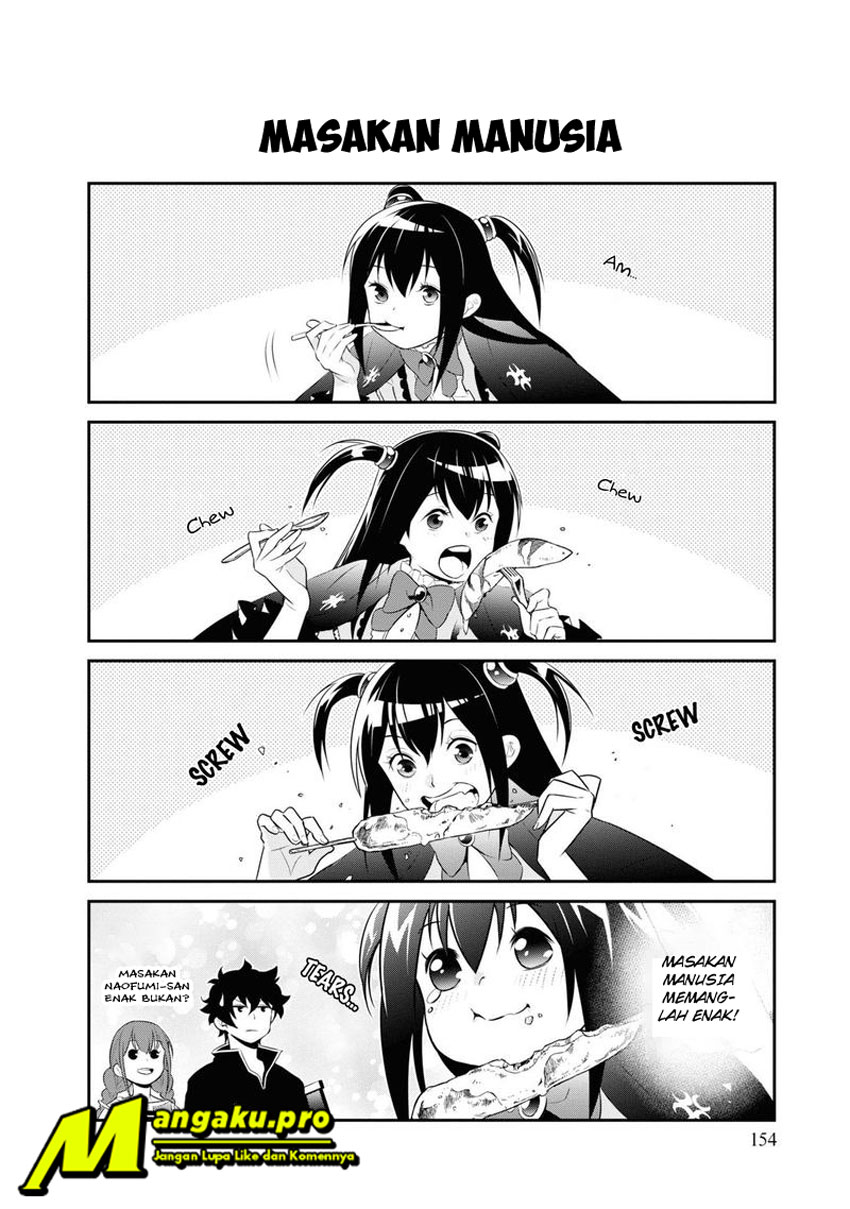 MASAKAN MANUSIA
Am...
Chew
Chew
SCREW
SCREW
MASAKAN
NAOFUMI-SAN
ENAK BUKAN?
TEARS...
MASAKAN
MANUSIA
MEMANG-
LAH ENAK!
Mangaku.pro
Jangan Lupa Like dan Komennya
154